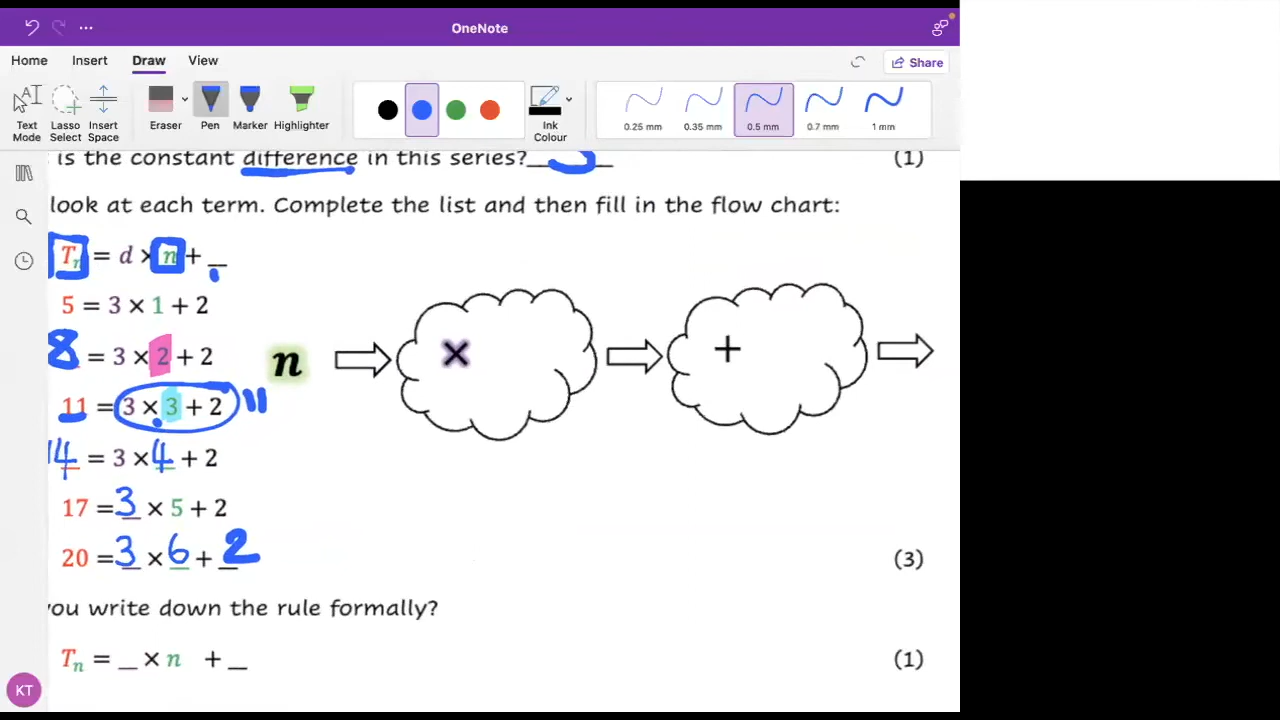 OneNote
Home Insert Draw View
Share
Text Mode
Lasso Select
Insert Space
Eraser
Pen
Marker
Highlighter
Ink Colour
0.25 mm
0.35 mm
0.5 mm
0.7 mm
1 mm
is the constant difference in this series? 3 (1)
look at each term. Complete the list and then fill in the flow chart:
Tₙ = d × n + _
5 = 3 × 1 + 2
8 = 3 × 2 + 2
11 = 3 × 3 + 2 11
14 = 3 × 4 + 2
17 = 3 × 5 + 2
20 = 3 × 6 + 2
n
×
+
(3)
you write down the rule formally?
Tₙ = _ × n + _ (1)
KT